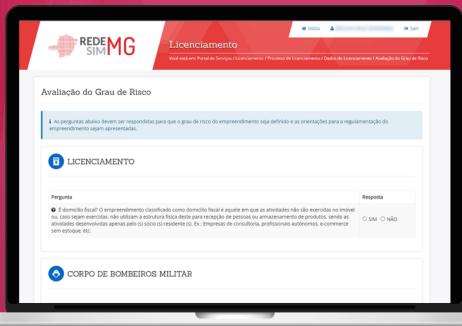 Início
Sair
REDE
SIM MG
Licenciamento
Você está em: Portal de Serviços / Licenciamento / Processo de Licenciamento / Dados do Licenciamento / Avaliação do Grau de Risco
Avaliação do Grau de Risco
As perguntas abaixo devem ser respondidas para que o grau de risco do empreendimento seja definido e as orientações para a regulamentação do
empreendimento sejam apresentadas.
LICENCIAMENTO
Pergunta
Resposta
É domicílio fiscal? O empreendimento classificado como domicílio fiscal é aquele em que as atividades não são exercidas no imóvel
ou, caso sejam exercidas, não utilizam a estrutura física deste para recepção de pessoas ou armazenamento de produtos, sendo as
atividades desenvolvidas apenas pelo (s) sócio (s) residente (s). Ex.: Empresas de consultoria, profissionais autônomos, e-commerce
sem estoque, etc.
SIM NÃO
CORPO DE BOMBEIROS MILITAR